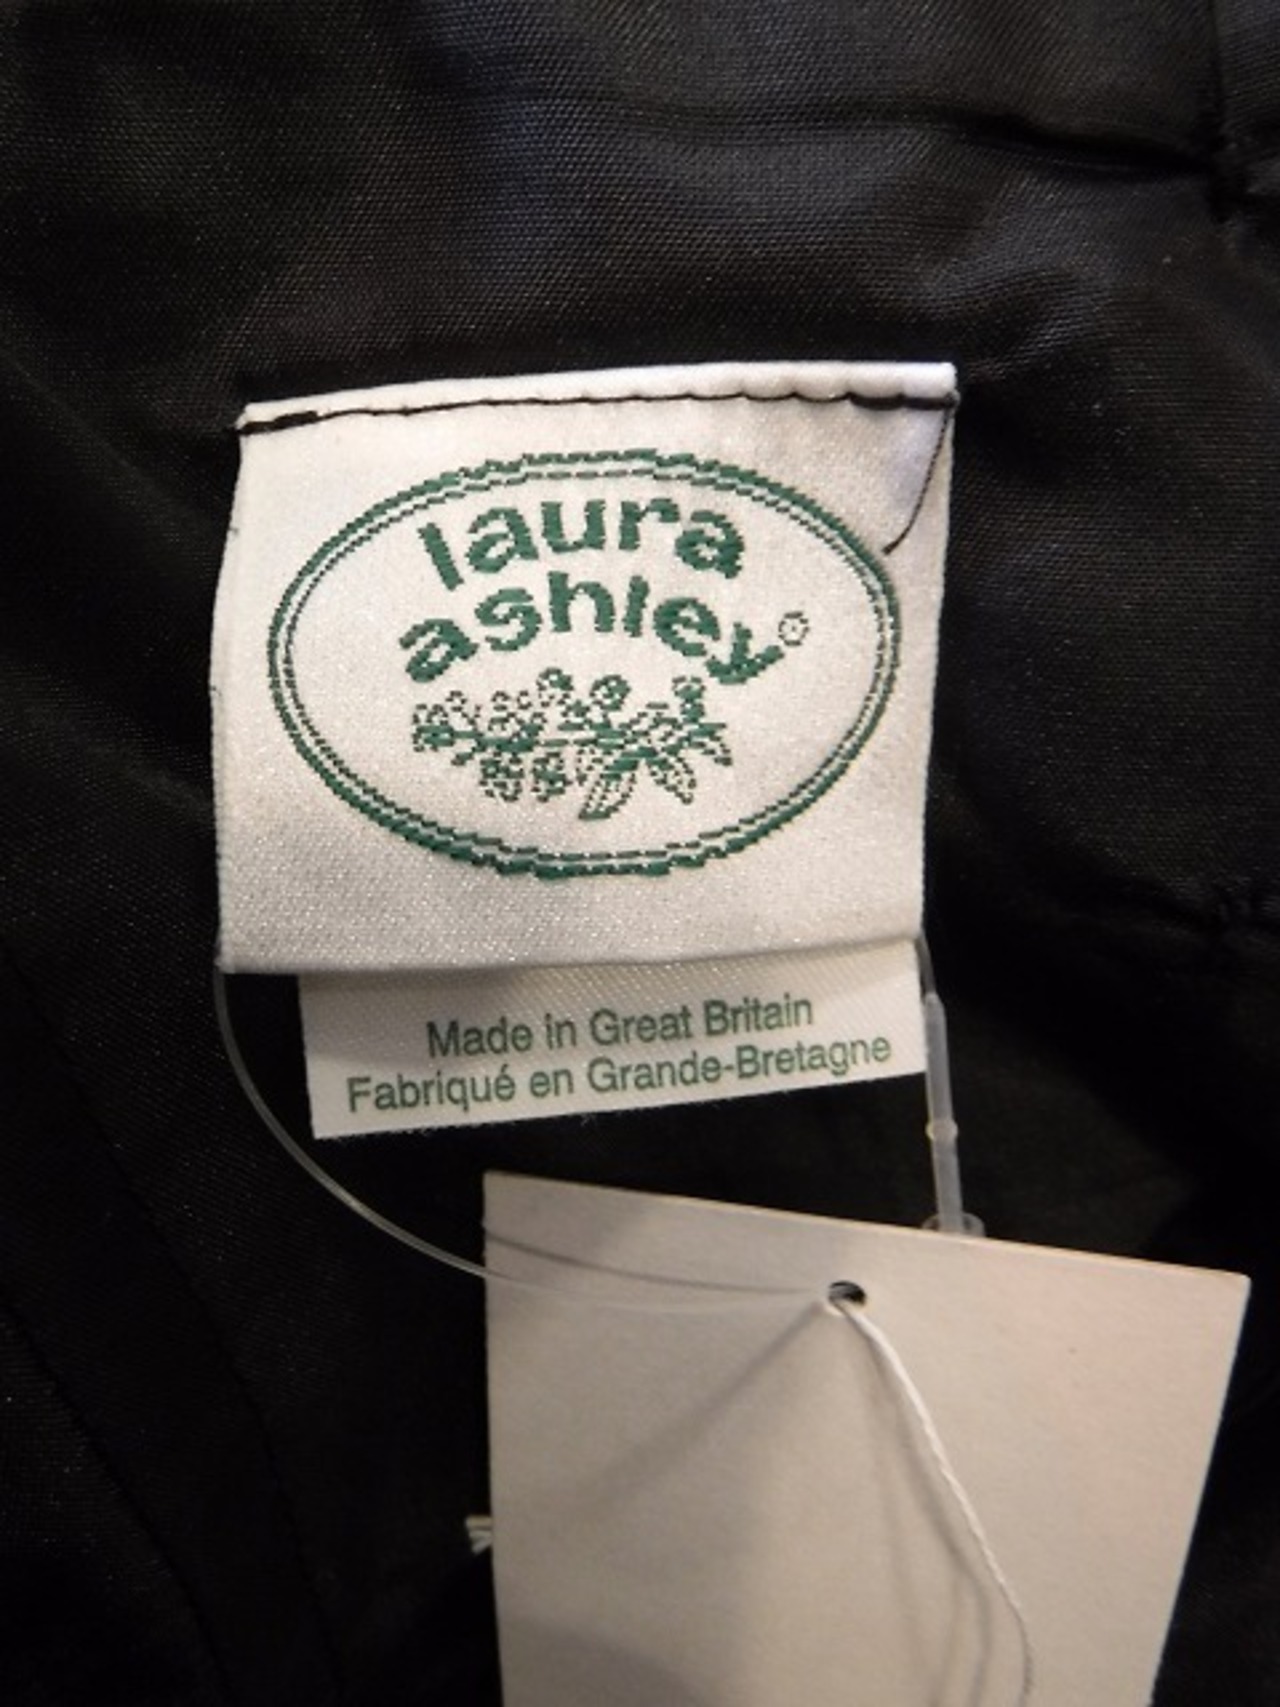 laura
ashley®
Made in Great Britain
Fabriqué en Grande-Bretagne